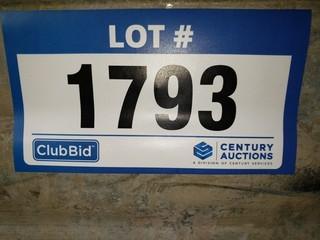 LOT #
1793
ClubBid®
CENTURY
AUCTIONS
A DIVISION OF CENTURY SERVICES